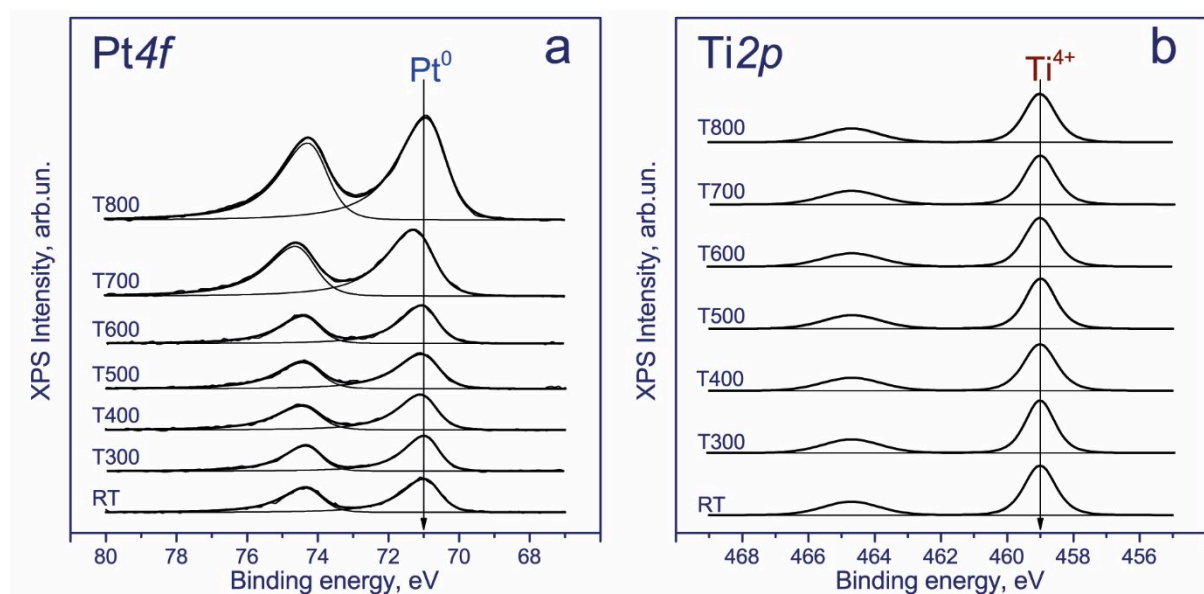 Pt4f
a
Pt⁰
T800
T700
T600
T500
T400
T300
RT
XPS Intensity, arb.un.
80 78 76 74 72 70 68
Binding energy, eV
Ti2p
b
Ti⁴⁺
T800
T700
T600
T500
T400
T300
RT
XPS Intensity, arb.un.
468 466 464 462 460 458 456
Binding energy, eV